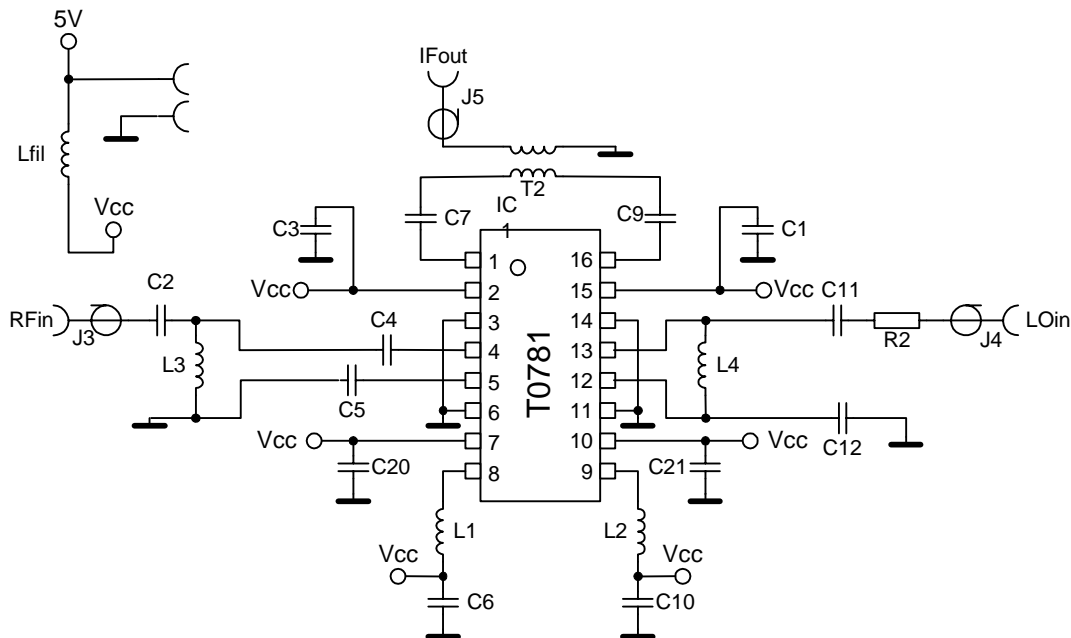 5V
IFout
J5
Lfil
T2
Vcc
C7
IC
1
C9
C3
C1
1
16
C2
Vcc
2
15
Vcc
C11
RFin
J3
C4
3
14
R2
J4
LOin
L3
4
13
L4
C5
5
12
T0781
6
11
C12
Vcc
C20
7
10
C21
Vcc
8
9
L1
L2
Vcc
Vcc
C6
C10